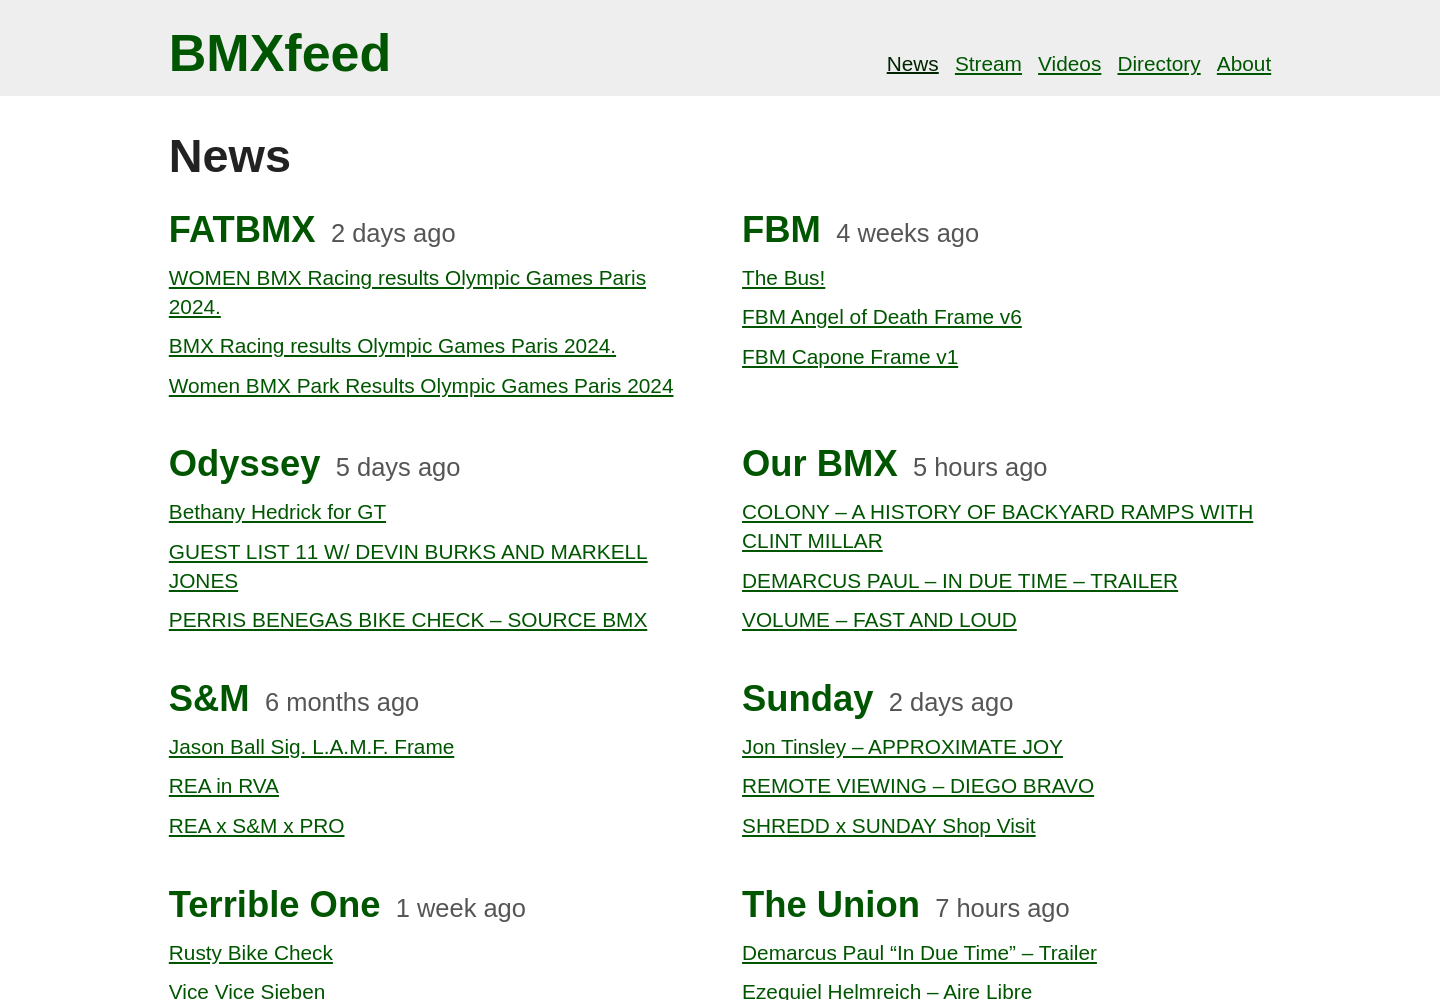 BMXfeed
News Stream Videos Directory About
News
FATBMX 2 days ago
WOMEN BMX Racing results Olympic Games Paris
2024.
BMX Racing results Olympic Games Paris 2024.
Women BMX Park Results Olympic Games Paris 2024
FBM 4 weeks ago
The Bus!
FBM Angel of Death Frame v6
FBM Capone Frame v1
Odyssey 5 days ago
Bethany Hedrick for GT
GUEST LIST 11 W/ DEVIN BURKS AND MARKELL
JONES
PERRIS BENEGAS BIKE CHECK – SOURCE BMX
Our BMX 5 hours ago
COLONY – A HISTORY OF BACKYARD RAMPS WITH
CLINT MILLAR
DEMARCUS PAUL – IN DUE TIME – TRAILER
VOLUME – FAST AND LOUD
S&M 6 months ago
Jason Ball Sig. L.A.M.F. Frame
REA in RVA
REA x S&M x PRO
Sunday 2 days ago
Jon Tinsley – APPROXIMATE JOY
REMOTE VIEWING – DIEGO BRAVO
SHREDD x SUNDAY Shop Visit
Terrible One 1 week ago
Rusty Bike Check
Vice Vice Sieben
The Union 7 hours ago
Demarcus Paul “In Due Time” – Trailer
Ezequiel Helmreich – Aire Libre